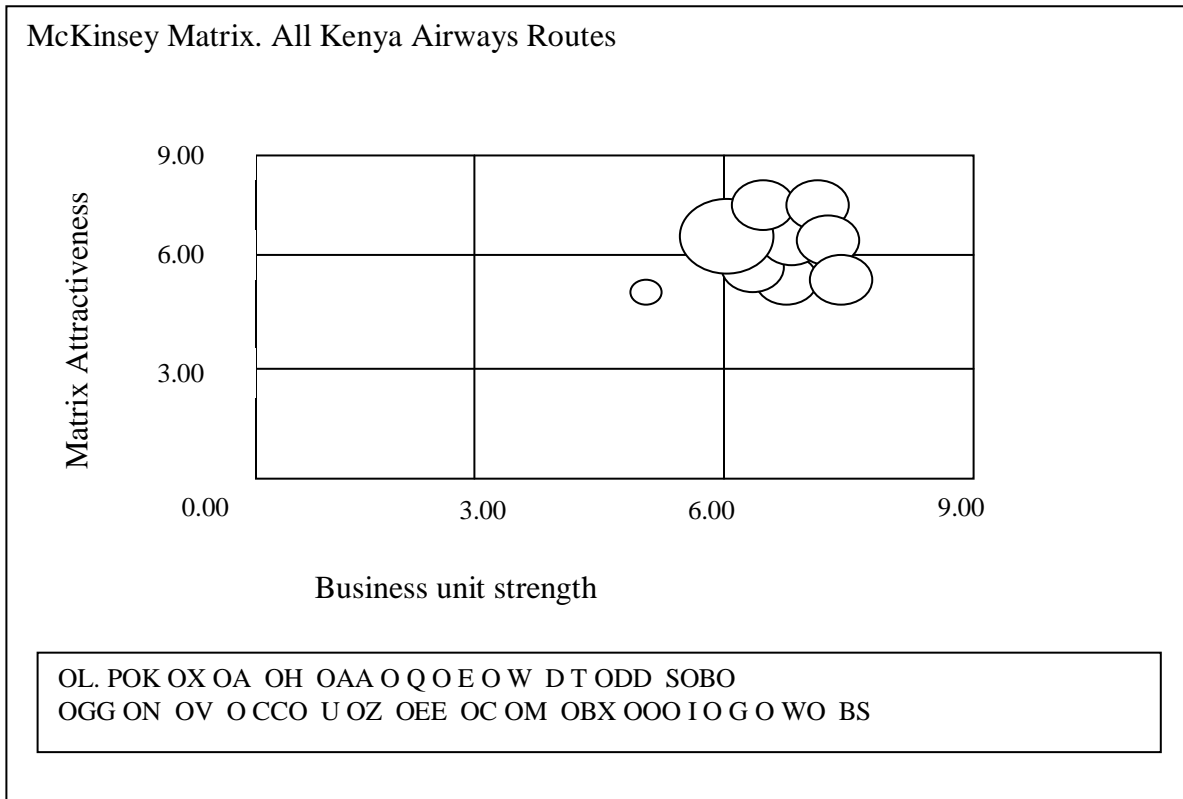 McKinsey Matrix. All Kenya Airways Routes
9.00
Matrix Attractiveness
6.00
3.00
0.00 3.00 6.00 9.00
Business unit strength
OL. POK OX OA OH OAA O Q O E O W D T ODD SOBO
OGG ON OV O CCO U OZ OEE OC OM OBX OOO I O G O WO BS